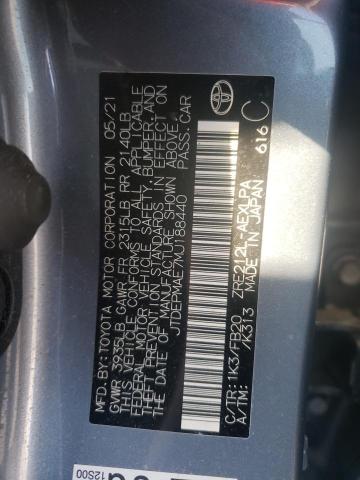 MFD.BY:TOYOTA MOTOR CORPORATION 05/21
GVWR 3935LB GAWR FR 2315LB RR 2140LB
THIS VEHICLE CONFORMS TO ALL APPLICABLE
FEDERAL MOTOR VEHICLE SAFETY, BUMPER, AND
THEFT PREVENTION STANDARDS IN EFFECT ON
THE DATE OF MANUFACTURE SHOWN ABOVE.
JTDEPMAE7MJ188440 PASS.CAR
C/TR: 1K3/FB20 ZRE212L-AEXLPA
A/TM: /K313 MADE IN JAPAN
616 C
12S00